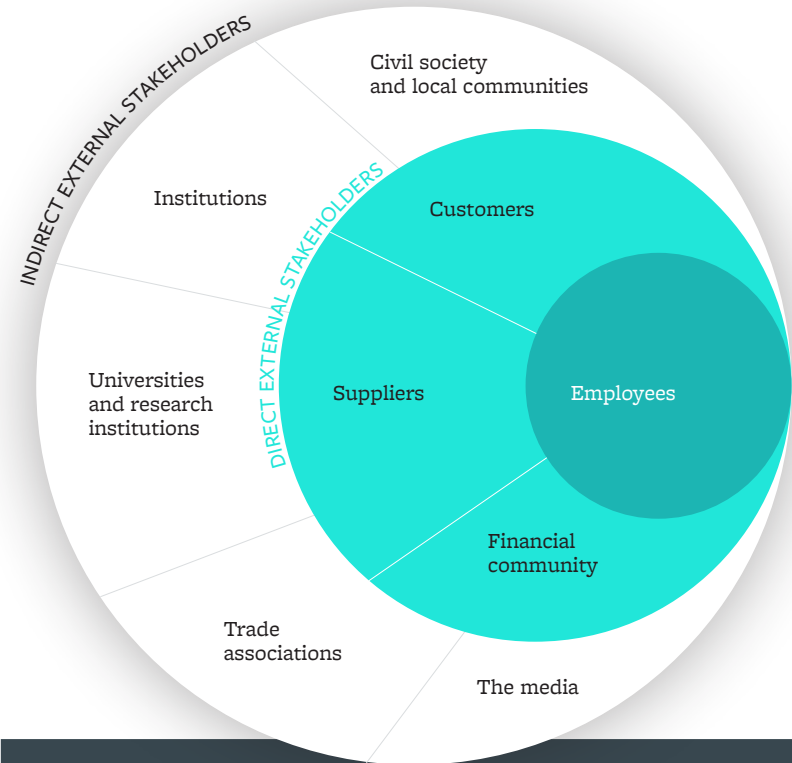 INDIRECT EXTERNAL STAKEHOLDERS
Civil society
and local communities
Institutions
DIRECT EXTERNAL STAKEHOLDERS
Customers
Universities
and research
institutions
Suppliers
Employees
Financial
community
Trade
associations
The media